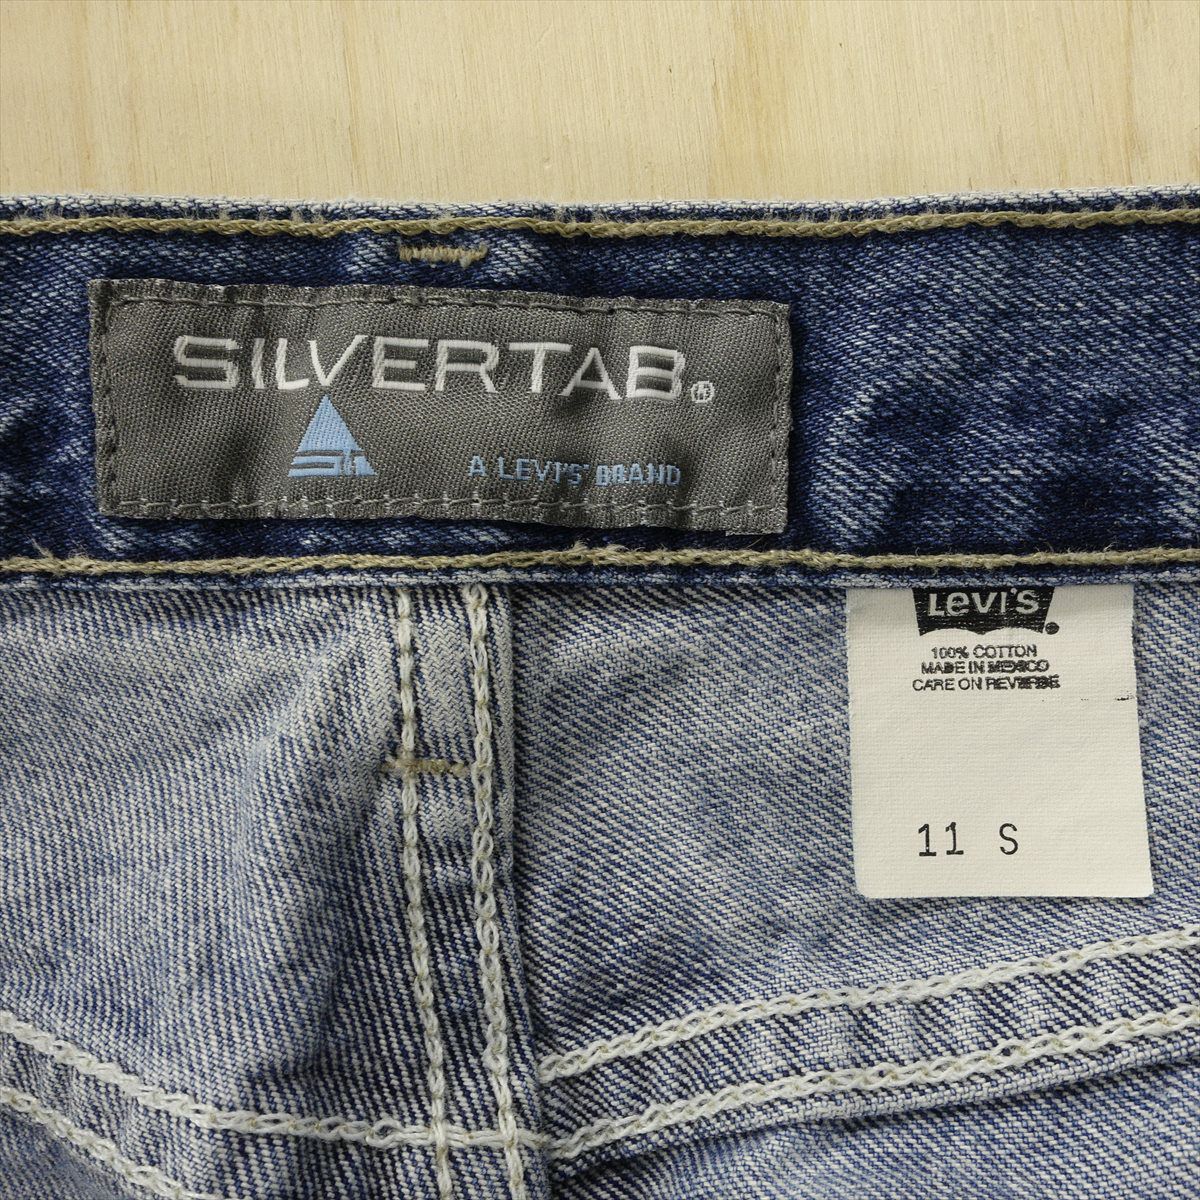 SILVERTAB®
A LEVI'S® BRAND
LEVI'S®
100% COTTON
MADE IN MEXICO
CARE ON REVERSE
11 S